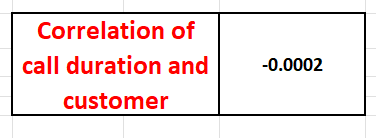 Correlation of
call duration and
customer
-0.0002